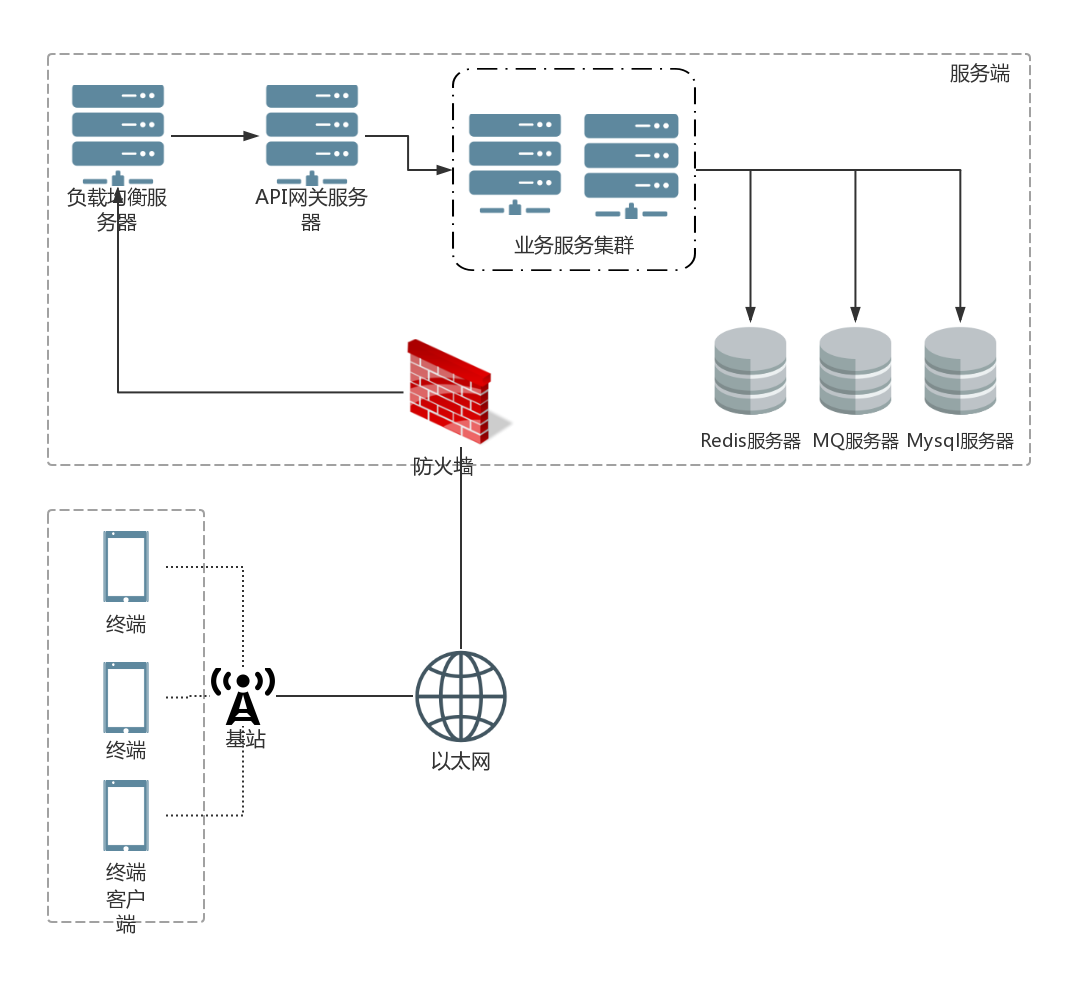 服务端
负载均衡服
务器
API网关服务
器
业务服务集群
Redis服务器
MQ服务器
Mysql服务器
防火墙
终端
终端
基站
以太网
终端
客户
端